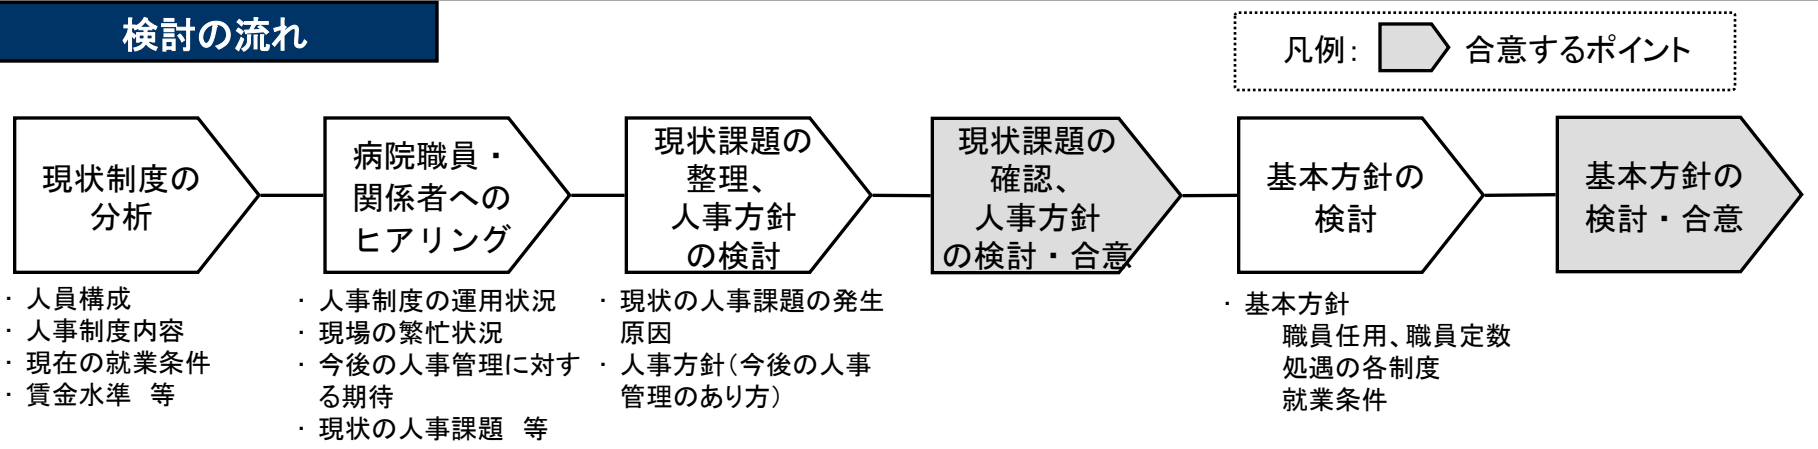 検討の流れ
凡例： 合意するポイント
現状制度の
分析
・ 人員構成
・ 人事制度内容
・ 現在の就業条件
・ 賃金水準　等
病院職員・
関係者への
ヒアリング
・ 人事制度の運用状況
・ 現場の繁忙状況
・ 今後の人事管理に対す
る期待
・ 現状の人事課題　等
現状課題の
整理、
人事方針
の検討
・ 現状の人事課題の発生
原因
・ 人事方針（今後の人事
管理のあり方）
現状課題の
確認、
人事方針
の検討・合意
基本方針の
検討
・ 基本方針
職員任用、職員定数
処遇の各制度
就業条件
基本方針の
検討・合意